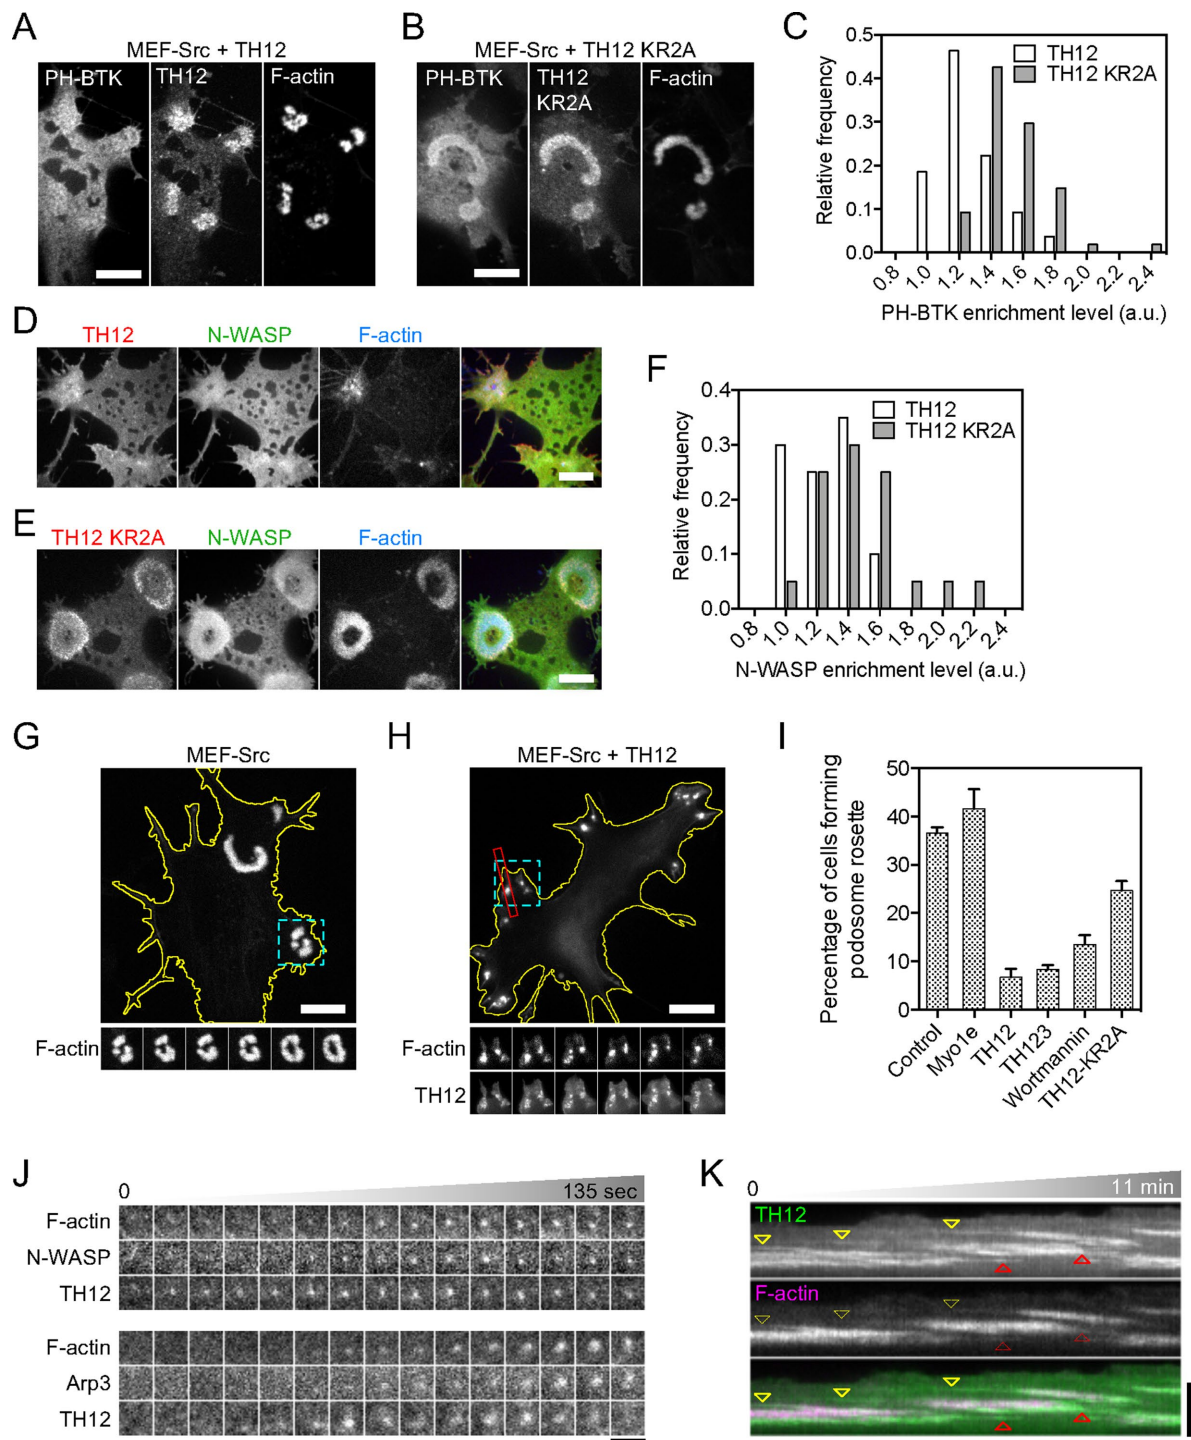 A
MEF-Src + TH12
PH-BTK TH12 F-actin
B
MEF-Src + TH12 KR2A
PH-BTK TH12 KR2A F-actin
C
0.5
0.4
0.3
0.2
0.1
0.0
Relative frequency
TH12
TH12 KR2A
0.8 1.0 1.2 1.4 1.6 1.8 2.0 2.2 2.4
PH-BTK enrichment level (a.u.)
D
TH12 N-WASP F-actin
E
TH12 KR2A N-WASP F-actin
F
0.4
0.3
0.2
0.1
0.0
Relative frequency
TH12
TH12 KR2A
0.8 1.0 1.2 1.4 1.6 1.8 2.0 2.2 2.4
N-WASP enrichment level (a.u.)
G
MEF-Src
F-actin
H
MEF-Src + TH12
F-actin
TH12
I
Percentage of cells forming
podosome rosette
50
40
30
20
10
0
Control Myo1e TH12 TH123 Wortmannin TH12-KR2A
J
0 135 sec
F-actin
N-WASP
TH12
F-actin
Arp3
TH12
K
0 11 min
TH12
F-actin